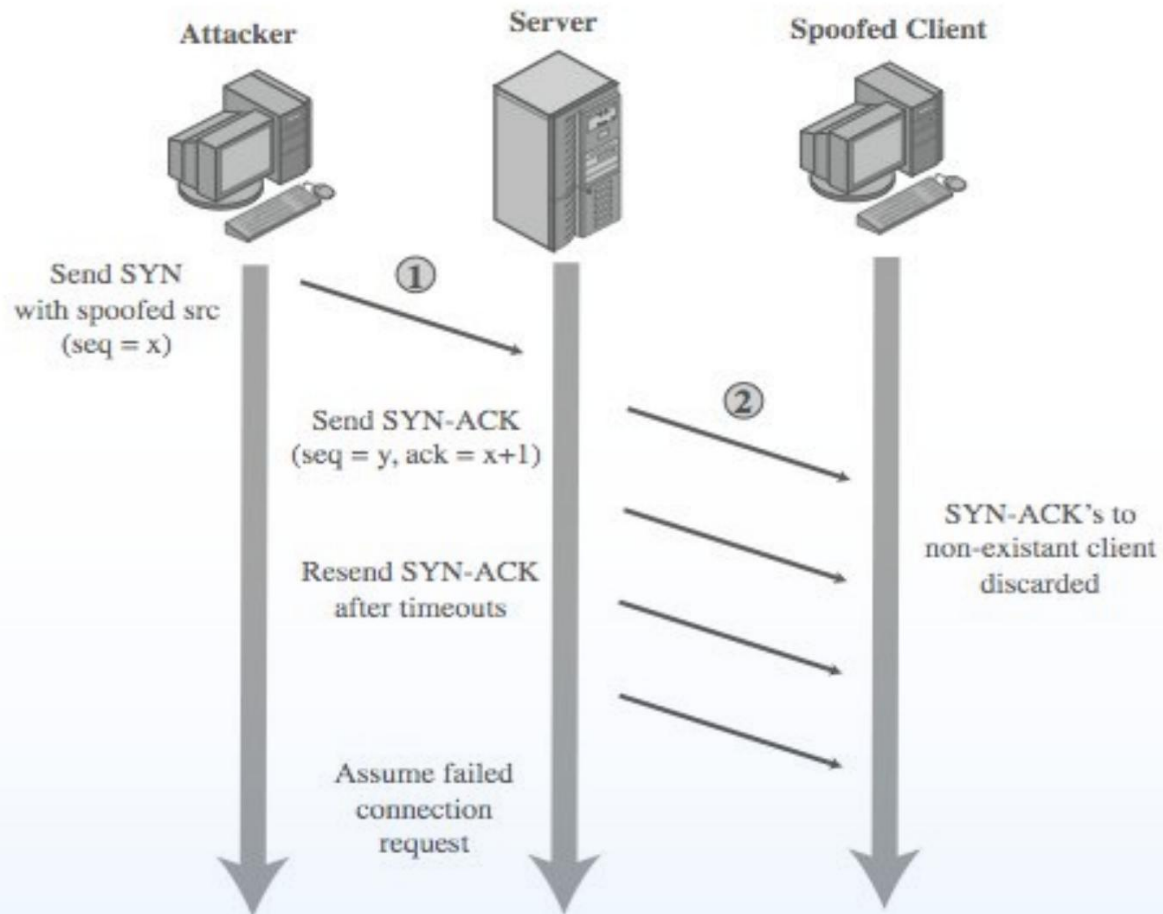 Attacker
Server
Spoofed Client
Send SYN
with spoofed src
(seq = x)
1
Send SYN-ACK
(seq = y, ack = x+1)
2
SYN-ACK's to
non-existant client
discarded
Resend SYN-ACK
after timeouts
Assume failed
connection
request